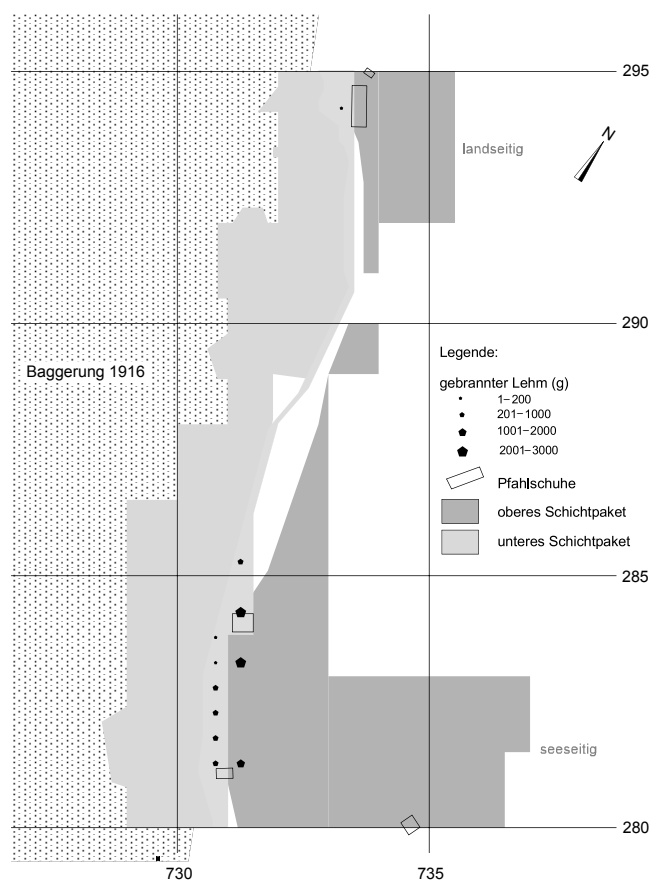 295
N
landseitig
290
Legende:
Baggerung 1916
gebrannter Lehm (g)
1–200
201–1000
1001–2000
2001–3000
Pfahlschuhe
oberes Schichtpaket
unteres Schichtpaket
285
seeseitig
280
730
735